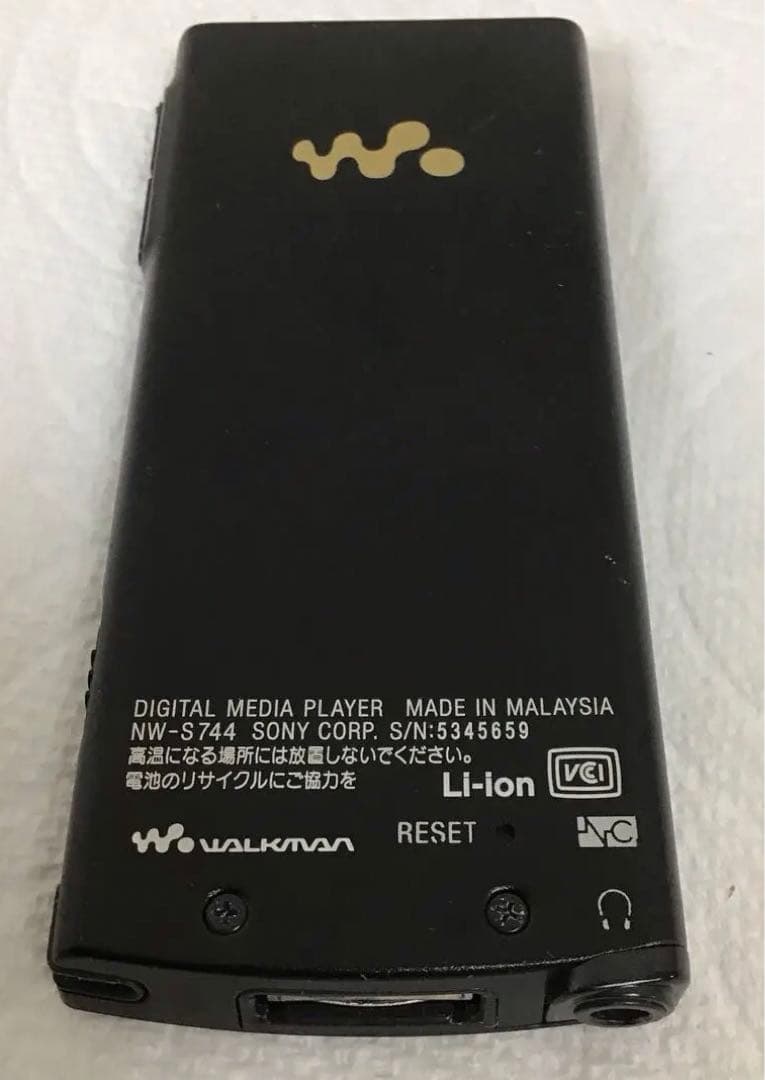 DIGITAL MEDIA PLAYER MADE IN MALAYSIA
NW-S744 SONY CORP. S/N:5345659
高温になる場所には放置しないでください。
電池のリサイクルにご協力を
Li-ion VCCI
WALKMAN RESET NC